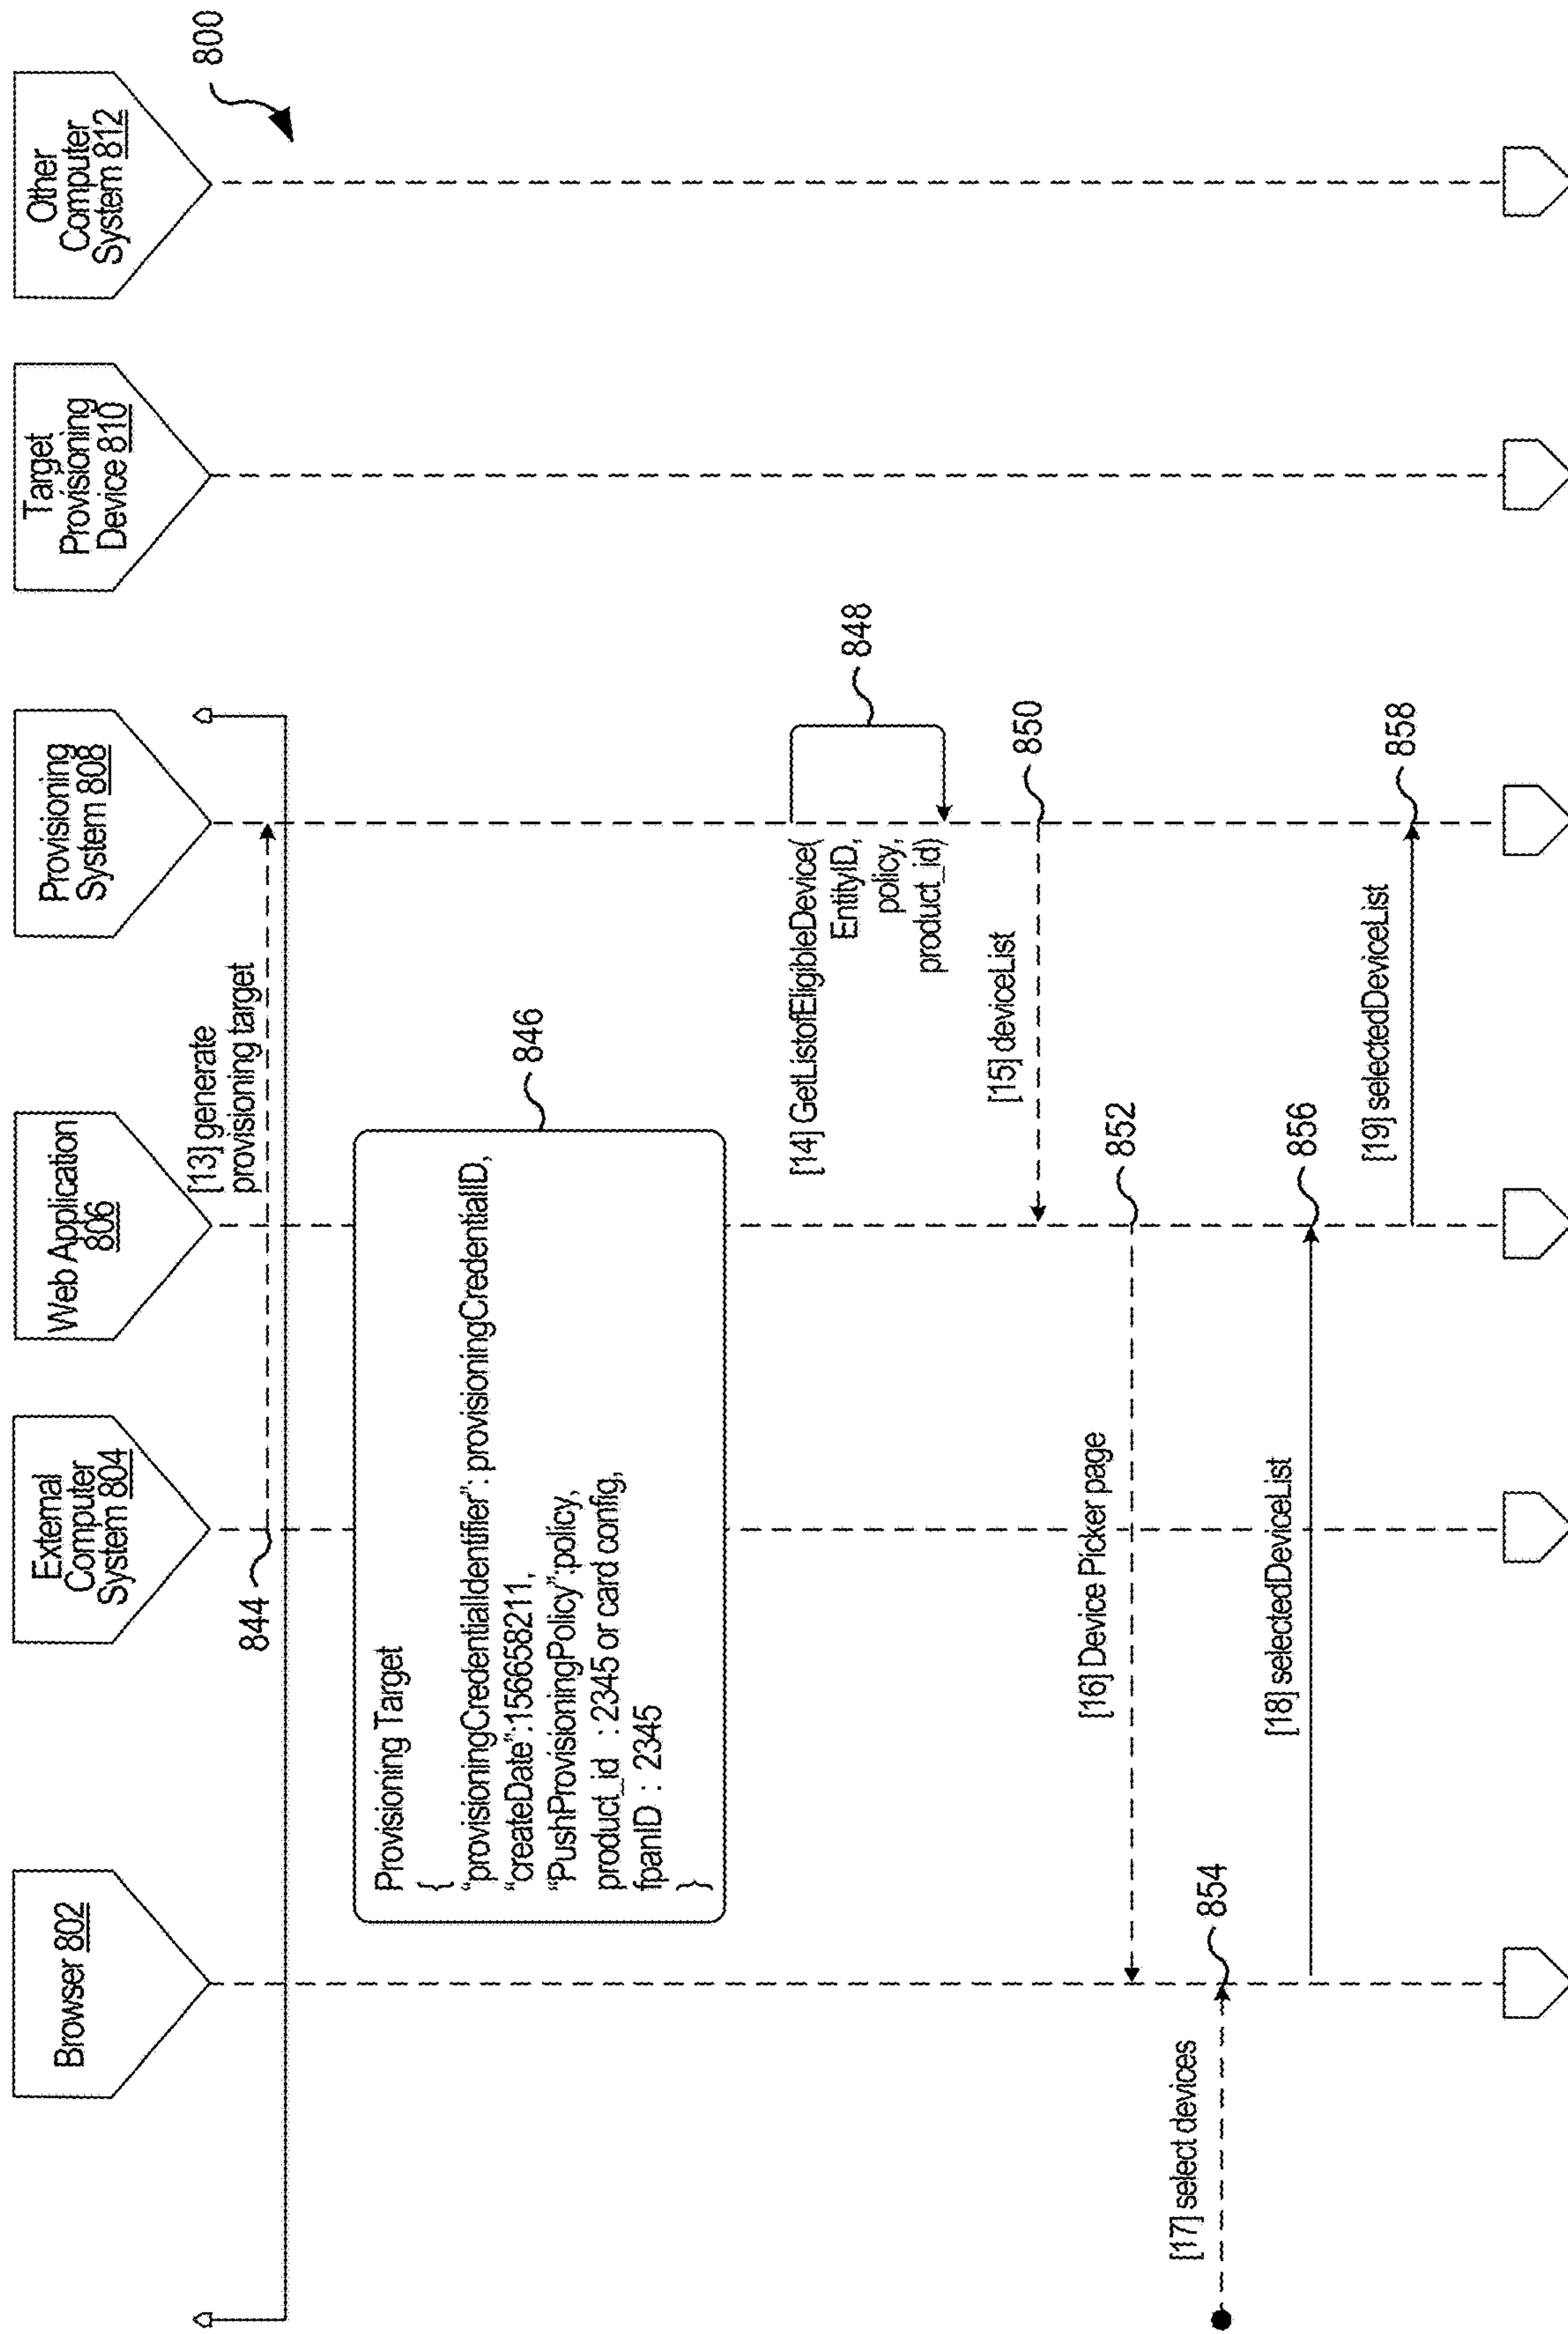 Browser 802
External
Computer
System 804
Web Application
806
Provisioning
System 808
Target
Provisioning
Device 810
Other
Computer
System 812
800
844
[13] generate
provisioning target
Provisioning Target
{
"provisioningCredentialIdentifier": provisioningCredentialID,
"createDate":15658211,
"PushProvisioningPolicy":policy,
product_id : 2345 or card config,
fpanID : 2345
}
846
[14] GetListofEligibleDevice(
EntityID,
policy,
product_id)
848
[15] deviceList
850
[16] Device Picker page
852
[17] select devices
854
[18] selectedDeviceList
856
[19] selectedDeviceList
858